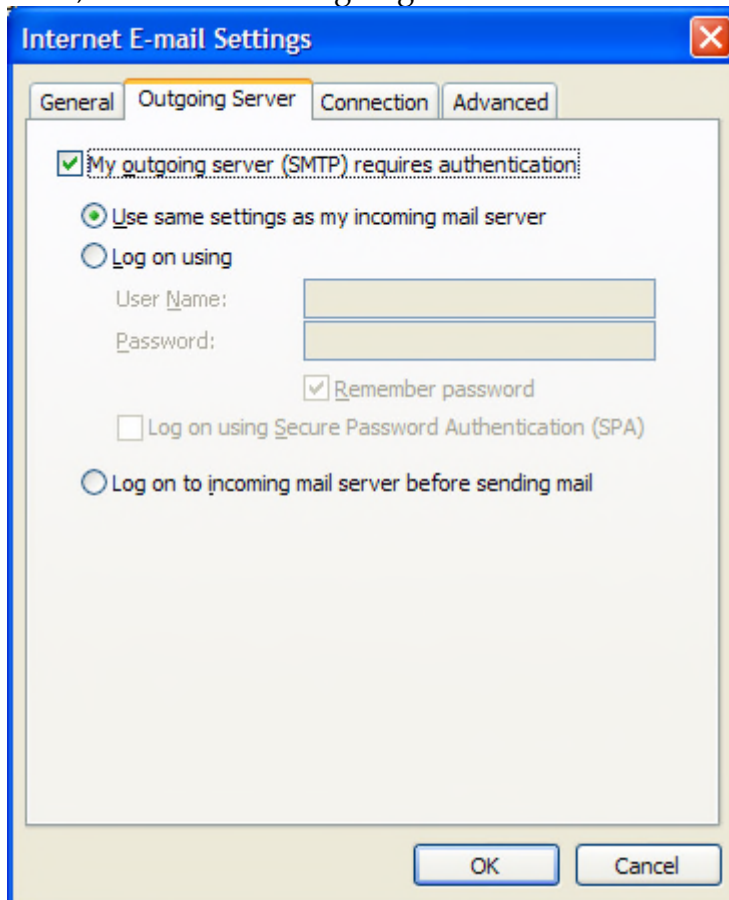 Internet E-mail Settings
General Outgoing Server Connection Advanced
My outgoing server (SMTP) requires authentication
Use same settings as my incoming mail server
Log on using
User Name:
Password:
Remember password
Log on using Secure Password Authentication (SPA)
Log on to incoming mail server before sending mail
OK Cancel